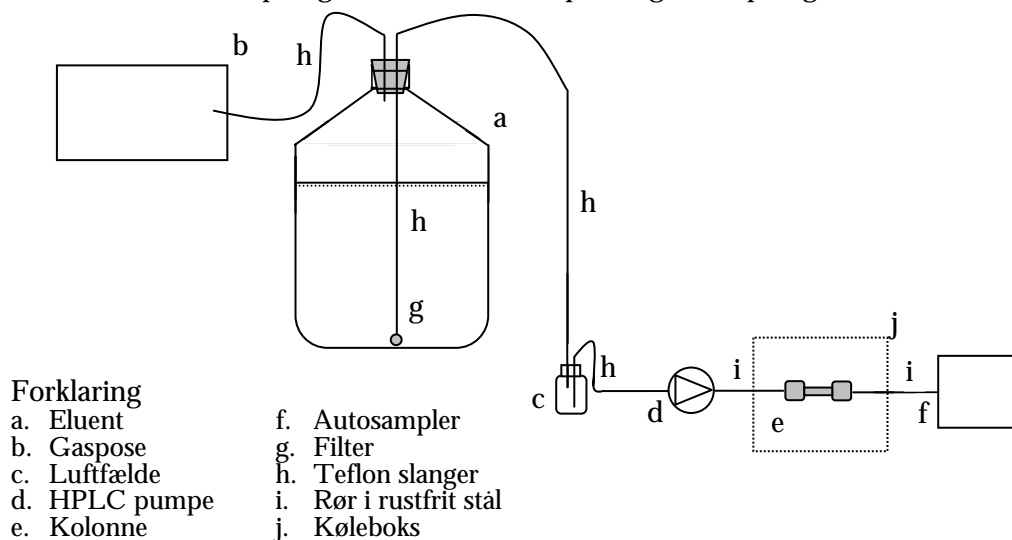 b
h
a
h
h
g
j
h
i
i
c
d
e
f
Forklaring
a. Eluent
b. Gaspose
c. Luftfælde
d. HPLC pumpe
e. Kolonne
f. Autosampler
g. Filter
h. Teflon slanger
i. Rør i rustfrit stål
j. Køleboks